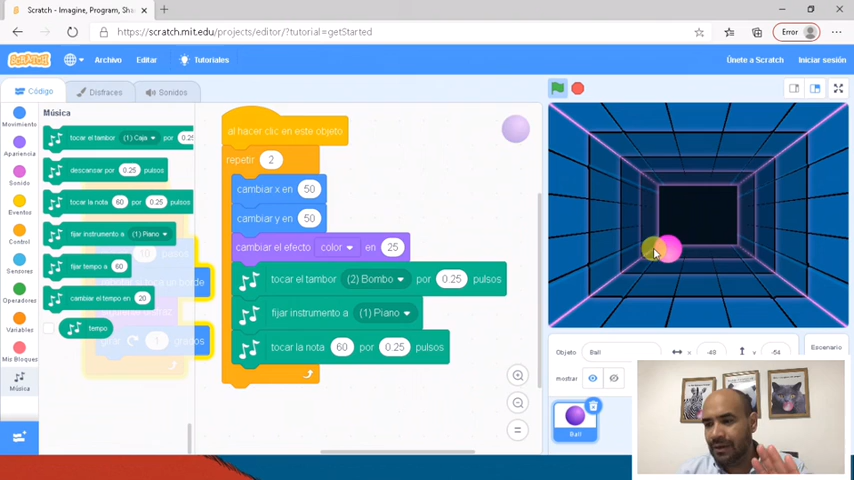 Scratch - Imagine, Program, Sha
Error
https://scratch.mit.edu/projects/editor/?tutorial=getStarted
SCRATCH
Archivo
Editar
Tutoriales
Únete a Scratch
Iniciar sesión
Código
Disfraces
Sonidos
Movimiento
Apariencia
Sonido
Eventos
Control
Sensores
Operadores
Variables
Mis Bloques
Música
Música
tocar el tambor (1) Caja por 0.25
descansar por 0.25 pulsos
tocar la nota 60 por 0.25 pulsos
fijar instrumento a (1) Piano
fijar tempo a 60
cambiar el tempo en 20
tempo
10 pasos
1 grados
al hacer clic en este objeto
repetir 2
cambiar x en 50
cambiar y en 50
cambiar el efecto color en 25
tocar el tambor (2) Bombo por 0.25 pulsos
fijar instrumento a (1) Piano
tocar la nota 60 por 0.25 pulsos
Objeto
Ball
-48
-54
Escenario
mostrar
Ball